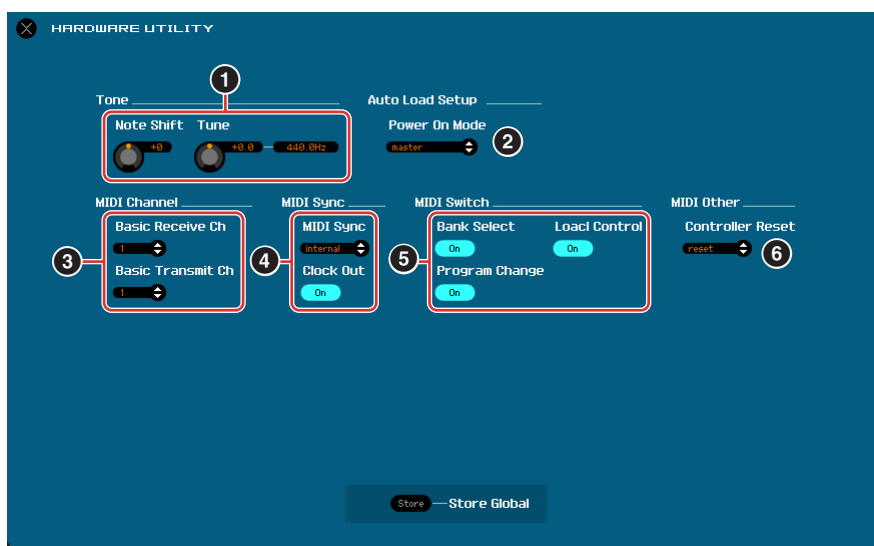 HARDWARE UTILITY
1
Tone
Auto Load Setup
Note Shift Tune
Power On Mode
+0 +0.0 440.0Hz
master
2
MIDI Channel
MIDI Sync
MIDI Switch
MIDI Other
Basic Receive Ch
MIDI Sync
Bank Select
Loacl Control
Controller Reset
1
internal
On
On
reset
3
4
5
6
Basic Transmit Ch
Clock Out
Program Change
1
On
On
Store
Store Global